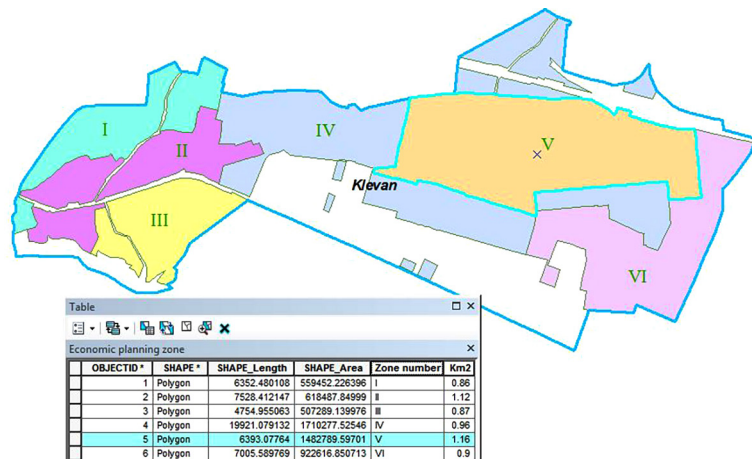 I
II
III
IV
V
VI
Klevan
Table
Economic planning zone
OBJECTID * SHAPE * SHAPE_Length SHAPE_Area Zone number Km2
1 Polygon 6352.480108 559452.226396 I 0.86
2 Polygon 7528.412147 618487.84999 II 1.12
3 Polygon 4754.955063 507289.139976 III 0.87
4 Polygon 19921.079132 1710277.52546 IV 0.96
5 Polygon 6393.07764 1482789.59701 V 1.16
6 Polygon 7005.589769 922616.850713 VI 0.9